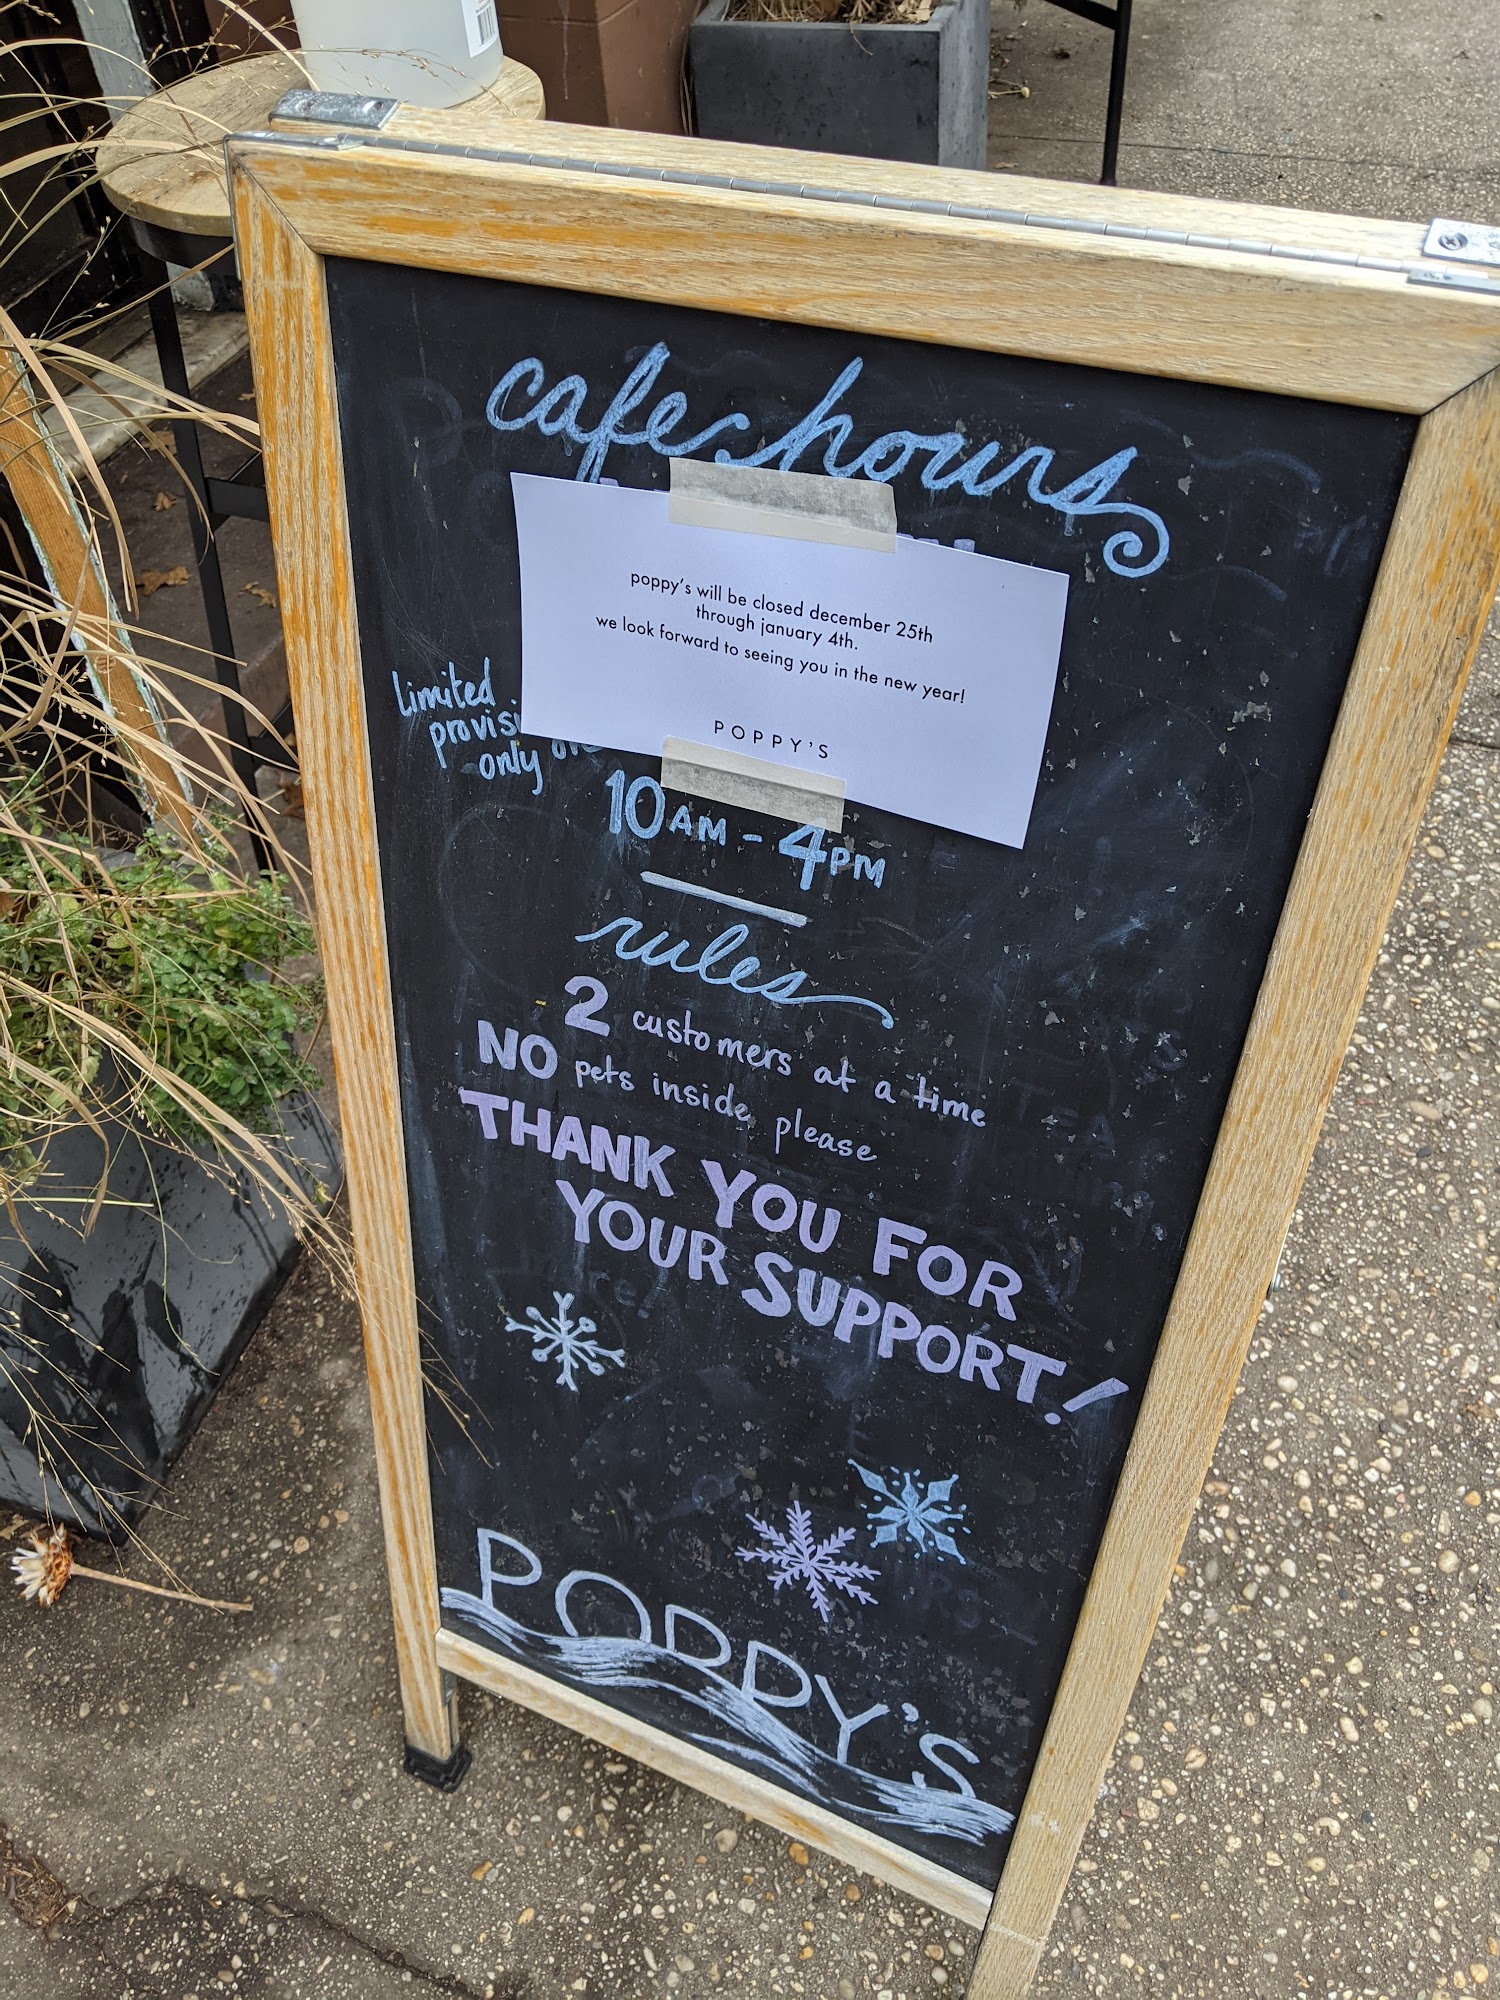 cafe hours
poppy's will be closed december 25th
through january 4th.
we look forward to seeing you in the new year!
POPPY'S
limited
only
10AM - 4PM
rules
2 customers at a time
NO pets inside please
THANK YOU FOR
YOUR SUPPORT!
POPPY'S